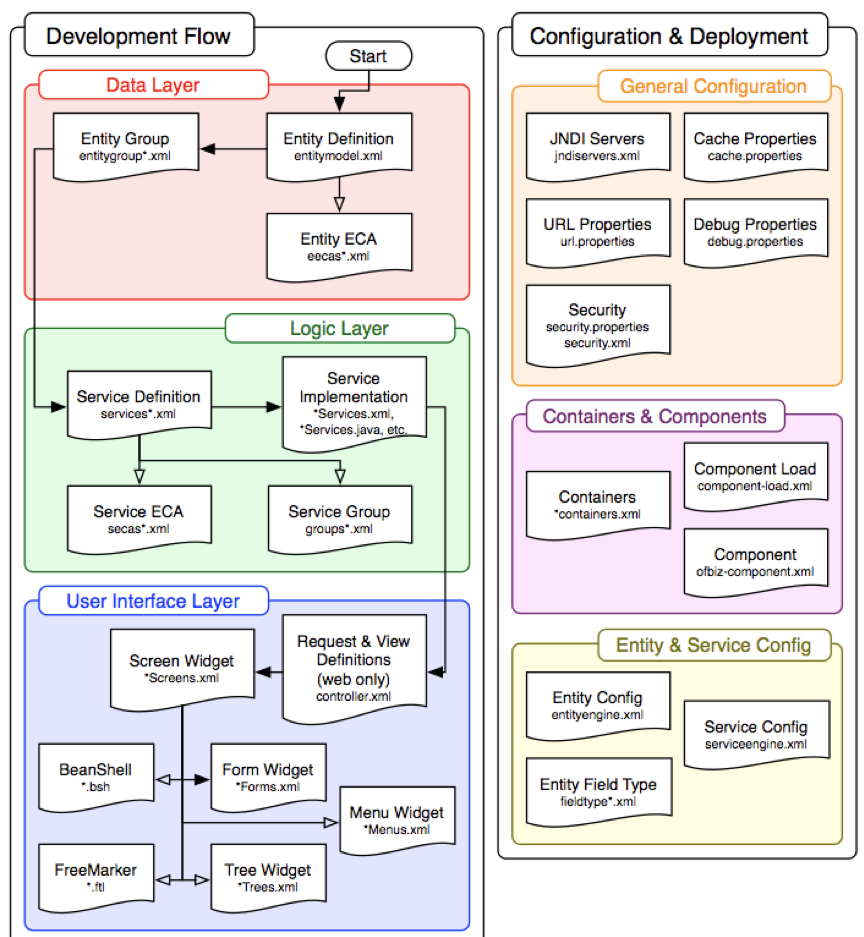 Development Flow
Start
Data Layer
Entity Group
entitygroup*.xml
Entity Definition
entitymodel.xml
Entity ECA
eecas*.xml
Logic Layer
Service Definition
services*.xml
Service
Implementation
*Services.xml,
*Services.java, etc.
Service ECA
secas*.xml
Service Group
groups*.xml
User Interface Layer
Screen Widget
*Screens.xml
Request & View
Definitions
(web only)
controller.xml
BeanShell
*.bsh
Form Widget
*Forms.xml
Menu Widget
*Menus.xml
FreeMarker
*.ftl
Tree Widget
*Trees.xml
Configuration & Deployment
General Configuration
JNDI Servers
jndiservers.xml
Cache Properties
cache.properties
URL Properties
url.properties
Debug Properties
debug.properties
Security
security.properties
security.xml
Containers & Components
Containers
*containers.xml
Component Load
component-load.xml
Component
ofbiz-component.xml
Entity & Service Config
Entity Config
entityengine.xml
Service Config
serviceengine.xml
Entity Field Type
fieldtype*.xml